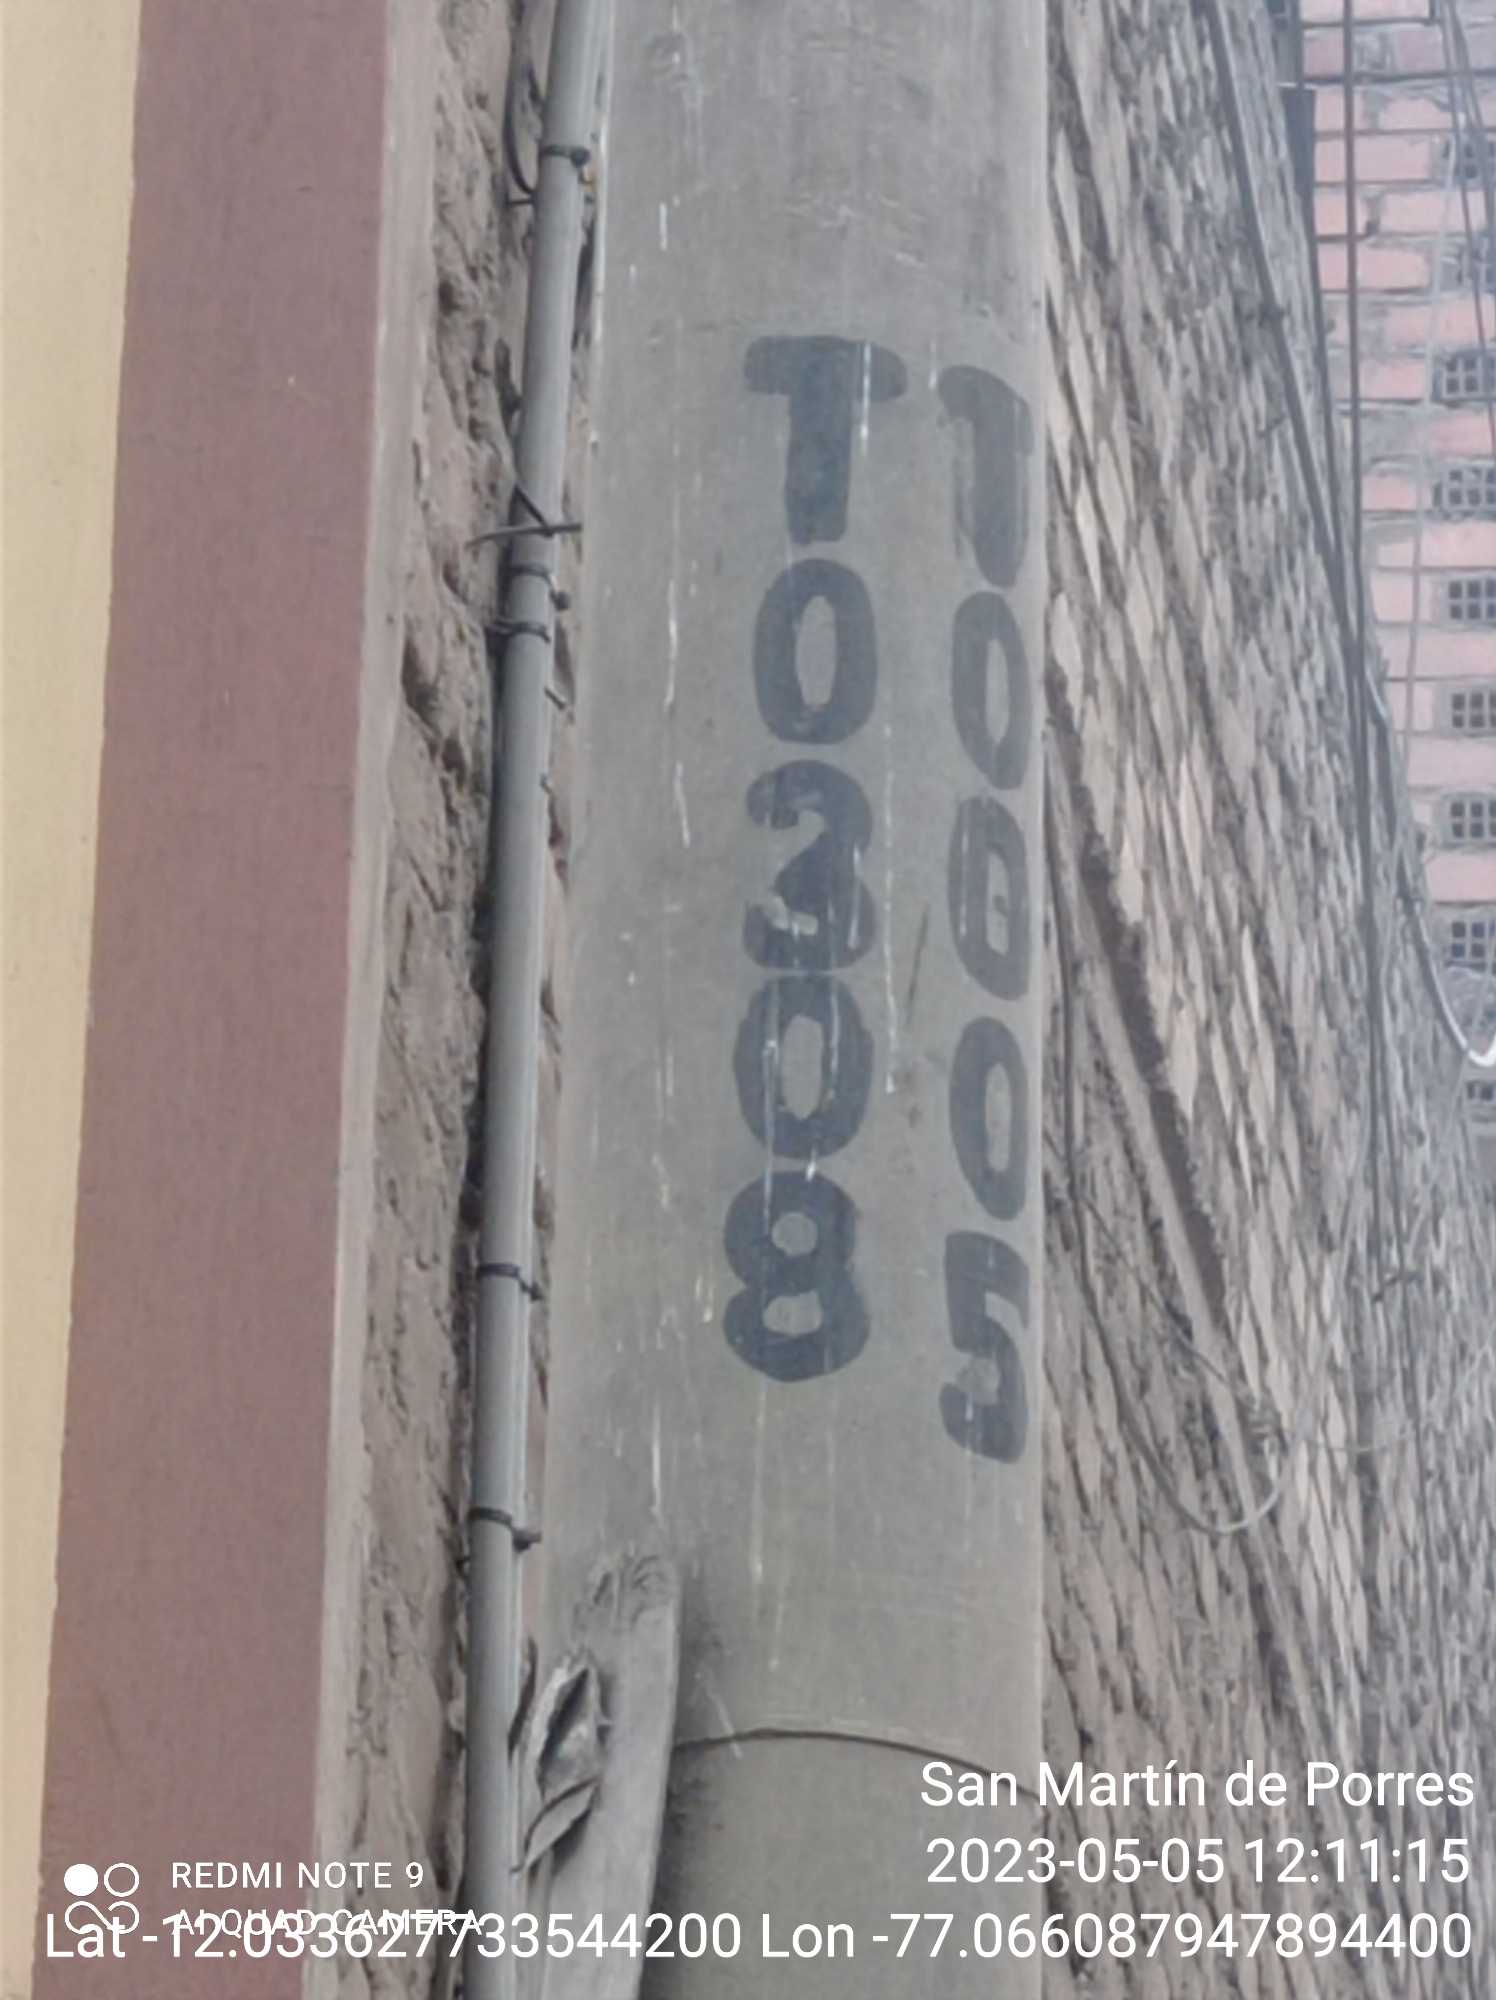 T0308
10005
San Martín de Porres
2023-05-05 12:11:15
REDMI NOTE 9
AI QUAD CAMERA
Lat -12.033627733544200 Lon -77.066087947894400